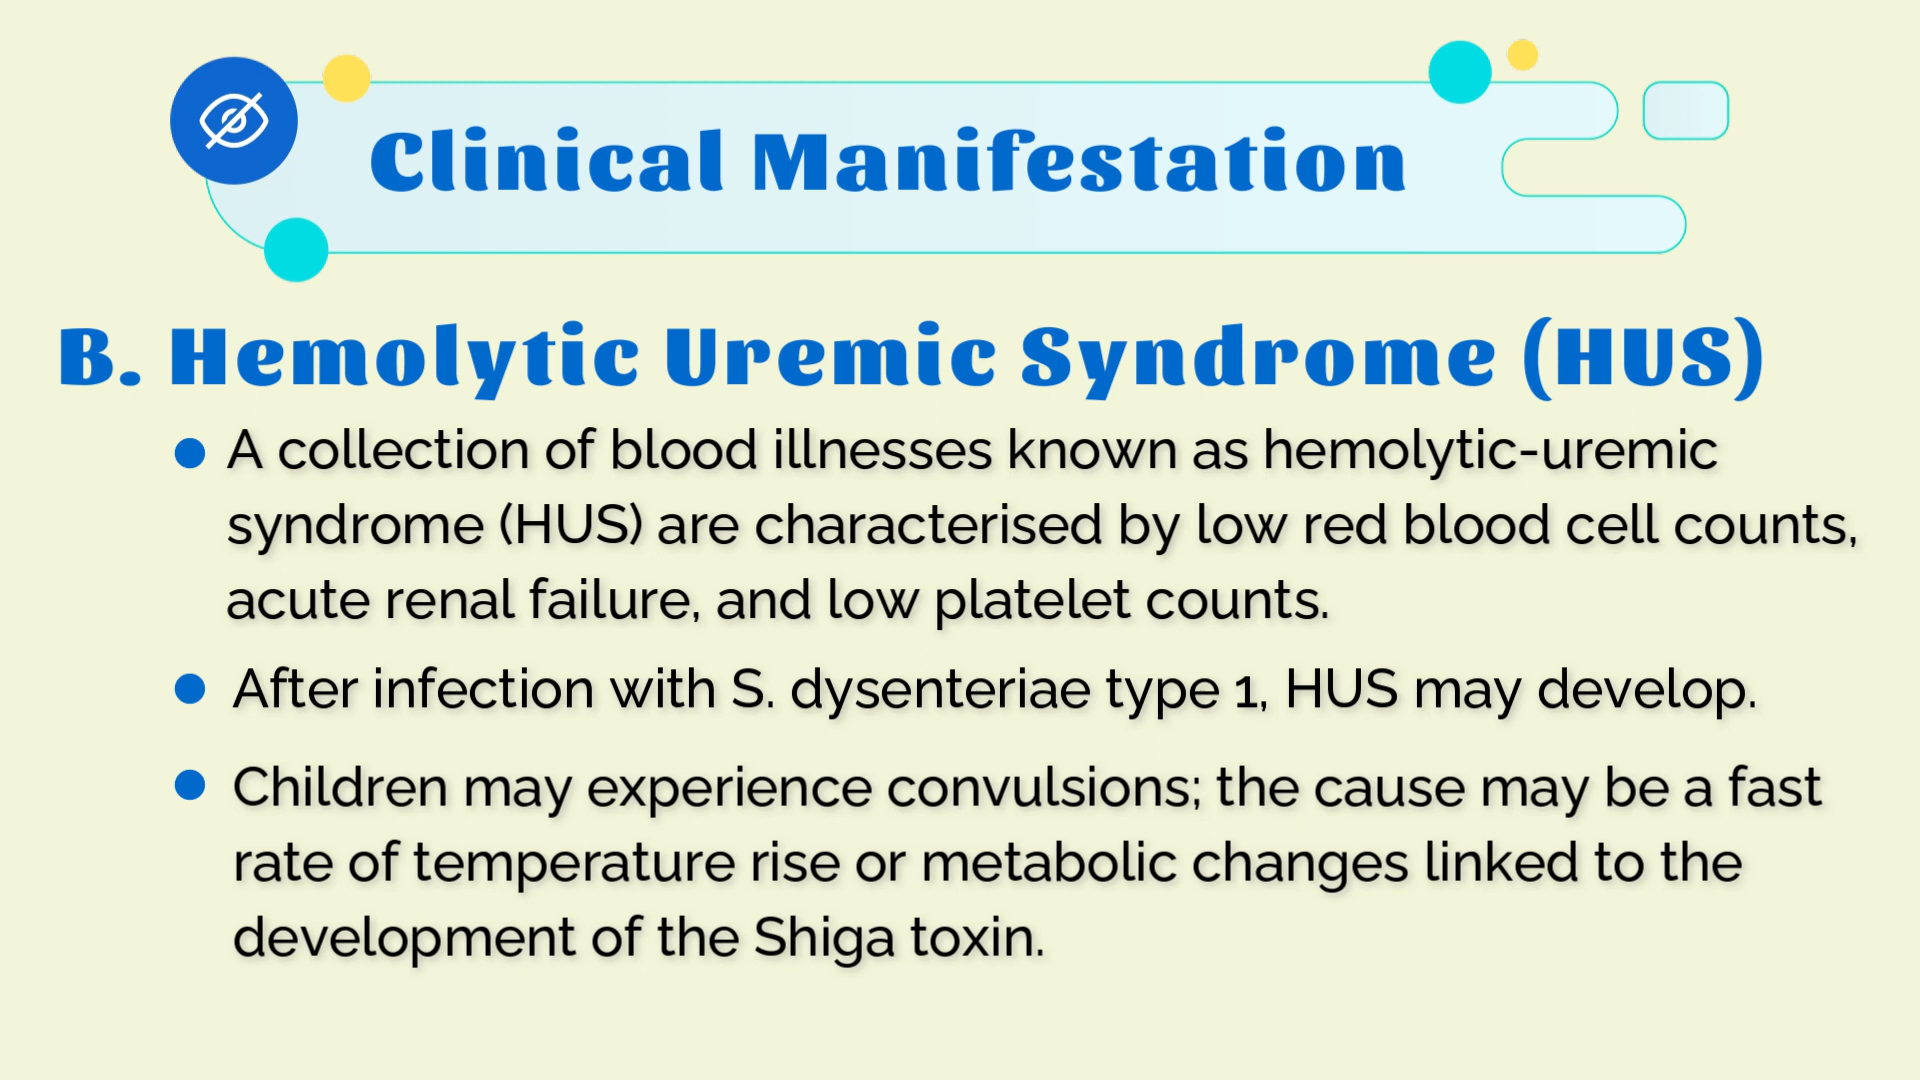 Clinical Manifestation
B. Hemolytic Uremic Syndrome (HUS)
A collection of blood illnesses known as hemolytic-uremic
syndrome (HUS) are characterised by low red blood cell counts,
acute renal failure, and low platelet counts.
After infection with S. dysenteriae type 1, HUS may develop.
Children may experience convulsions; the cause may be a fast
rate of temperature rise or metabolic changes linked to the
development of the Shiga toxin.